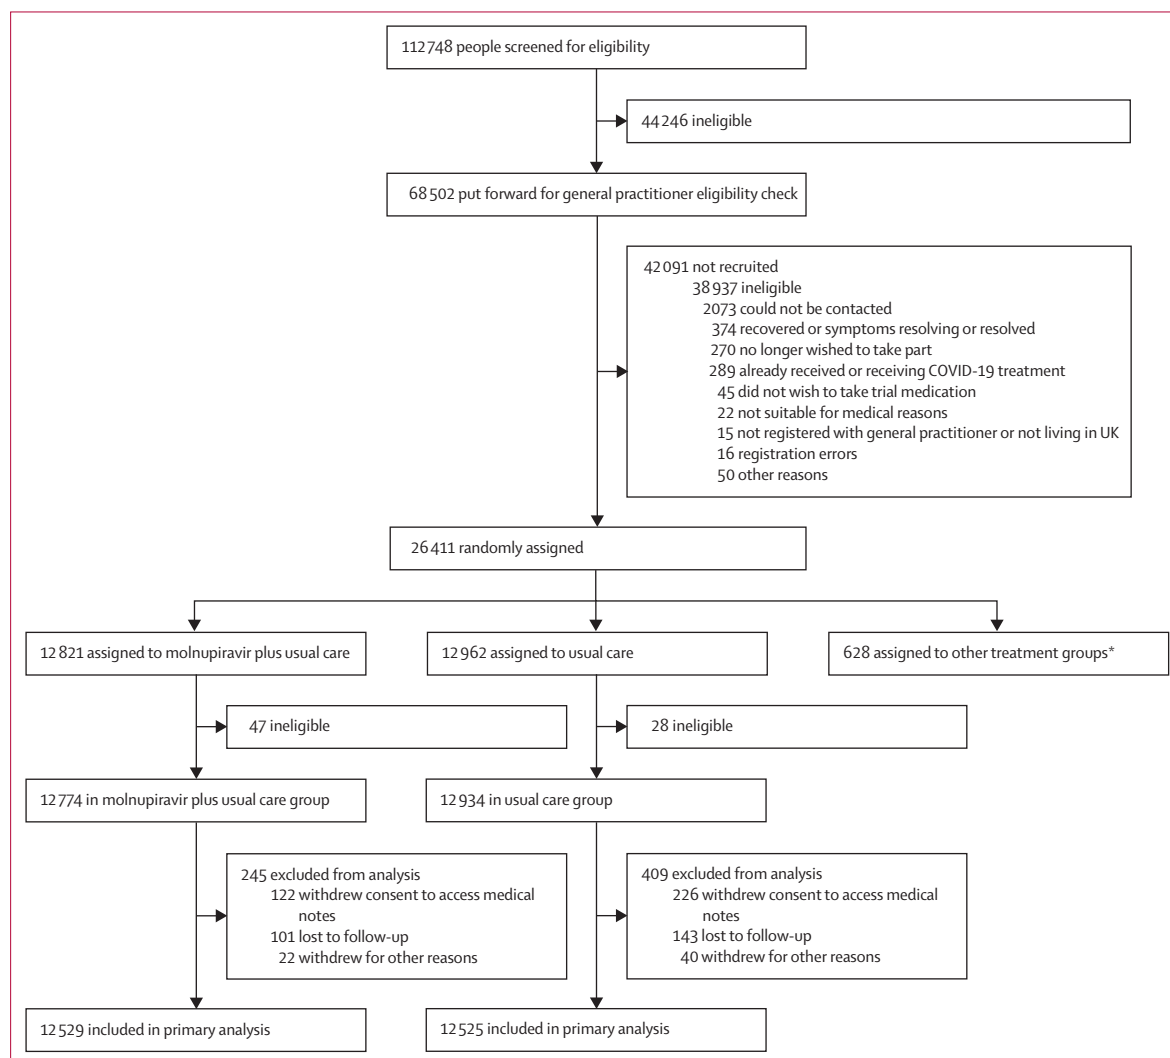 112 748 people screened for eligibility
44 246 ineligible
68 502 put forward for general practitioner eligibility check
42 091 not recruited
38 937 ineligible
2073 could not be contacted
374 recovered or symptoms resolving or resolved
270 no longer wished to take part
289 already received or receiving COVID-19 treatment
45 did not wish to take trial medication
22 not suitable for medical reasons
15 not registered with general practitioner or not living in UK
16 registration errors
50 other reasons
26 411 randomly assigned
12 821 assigned to molnupiravir plus usual care
12 962 assigned to usual care
628 assigned to other treatment groups*
47 ineligible
28 ineligible
12 774 in molnupiravir plus usual care group
12 934 in usual care group
245 excluded from analysis
122 withdrew consent to access medical
notes
101 lost to follow-up
22 withdrew for other reasons
409 excluded from analysis
226 withdrew consent to access medical
notes
143 lost to follow-up
40 withdrew for other reasons
12 529 included in primary analysis
12 525 included in primary analysis